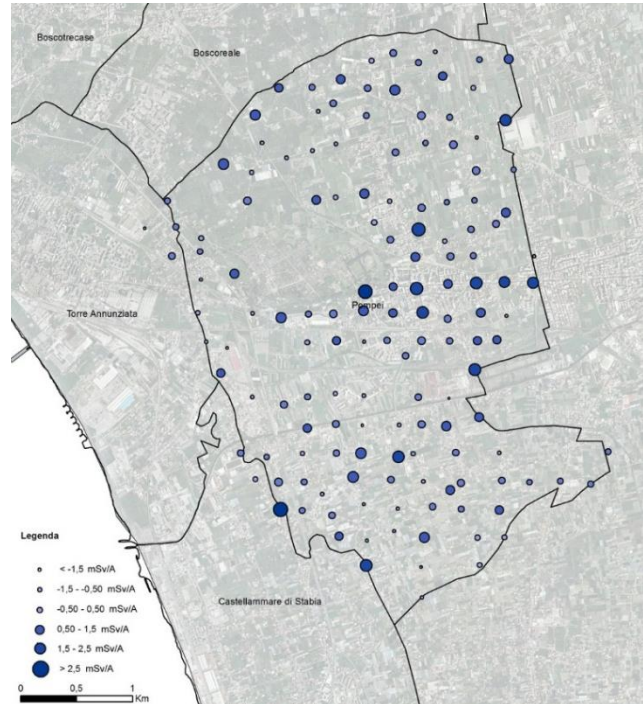 Boscotrecase
Boscoreale
Pompei
Torre Annunziata
Castellammare di Stabia
Legenda
< -1,5 mSv/A
-1,5 - -0,50 mSv/A
-0,50 - 0,50 mSv/A
0,50 - 1,5 mSv/A
1,5 - 2,5 mSv/A
> 2,5 mSv/A
0 0,5 1
Km